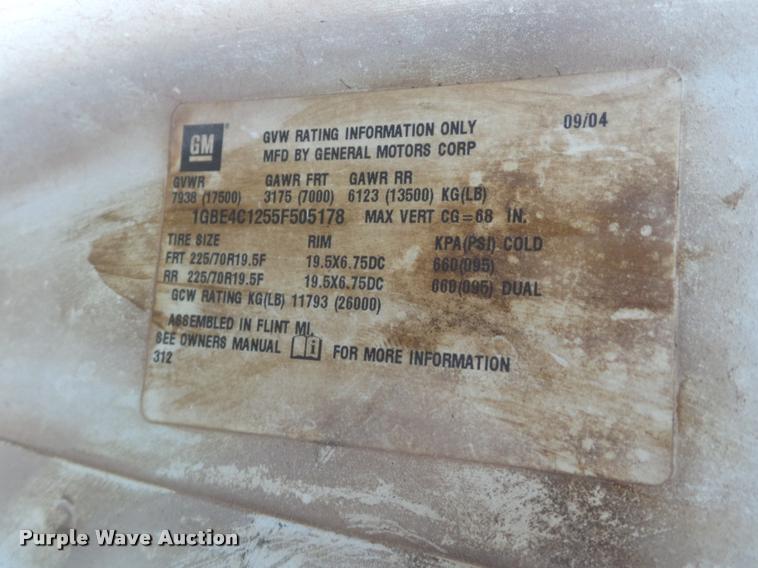 GM
GVW RATING INFORMATION ONLY 09/04
MFD BY GENERAL MOTORS CORP
GVWR GAWR FRT GAWR RR
7938 (17500) 3175 (7000) 6123 (13500) KG(LB)
1GBE4C1255F505178 MAX VERT CG=68 IN.
TIRE SIZE RIM KPA(PSI) COLD
FRT 225/70R19.5F 19.5X6.75DC 660(095)
RR 225/70R19.5F 19.5X6.75DC 660(095) DUAL
GCW RATING KG(LB) 11793 (26000)
ASSEMBLED IN FLINT MI.
SEE OWNERS MANUAL i FOR MORE INFORMATION
312
Purple Wave Auction
Purple Wave Auction